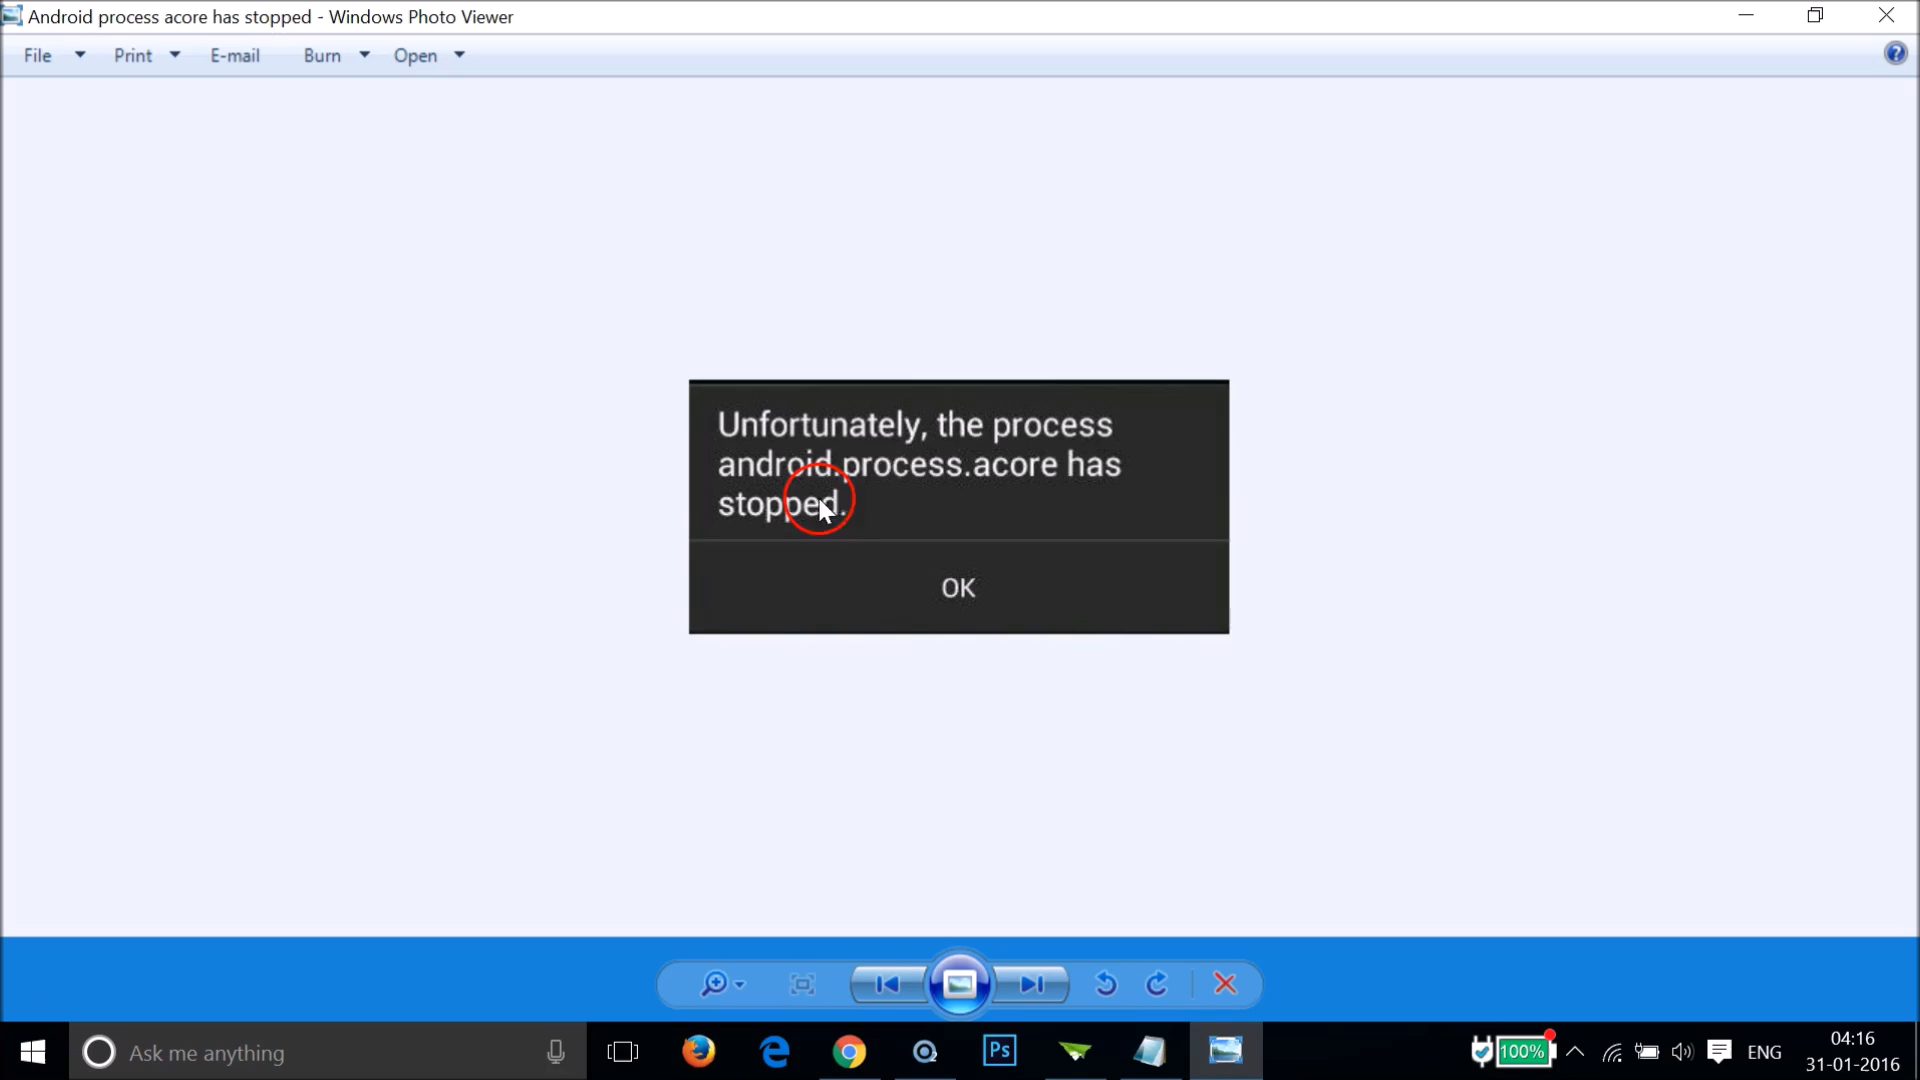 Android process acore has stopped - Windows Photo Viewer
File Print E-mail Burn Open
Unfortunately, the process
android.process.acore has
stopped.
OK
Ask me anything
Ps
100%
ENG
04:16
31-01-2016